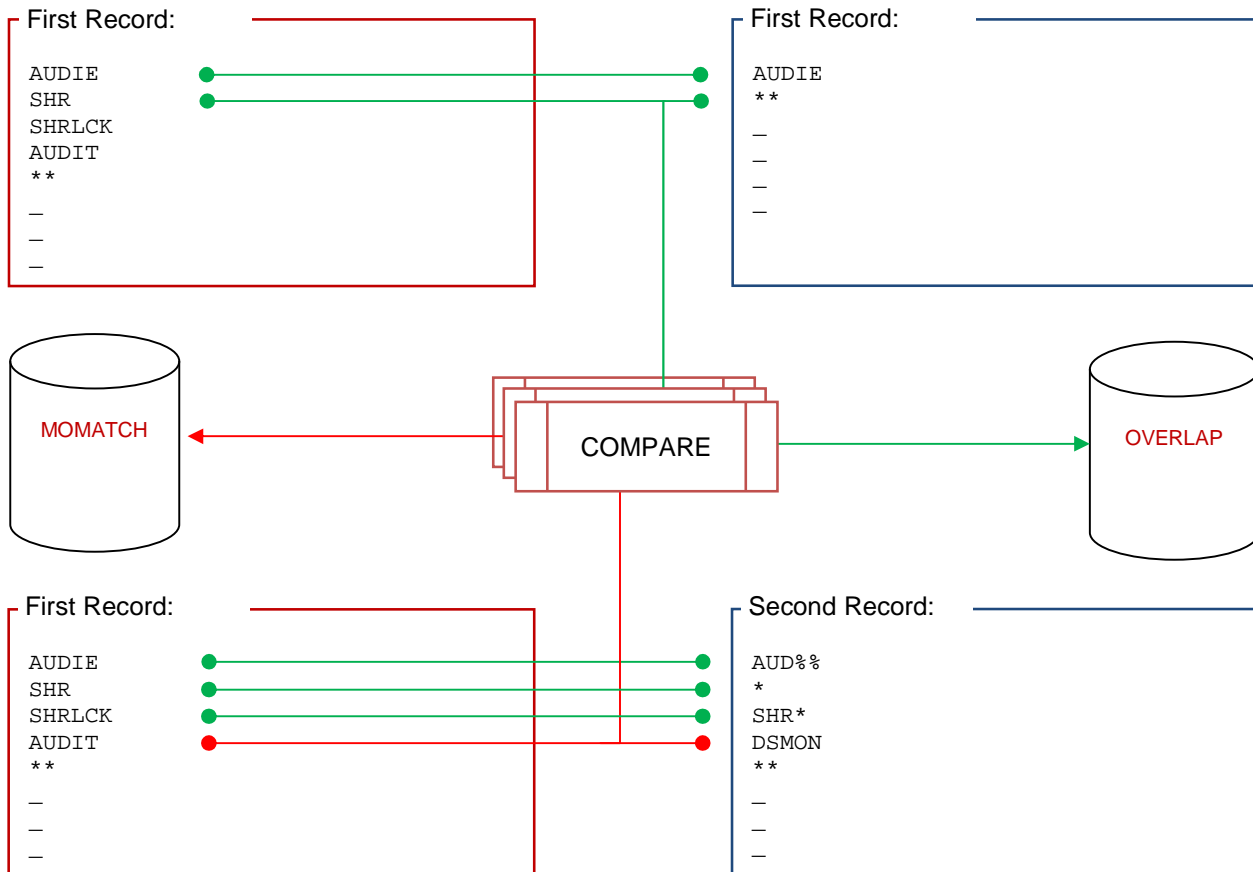 First Record:
AUDIE
SHR
SHRLCK
AUDIT
**
_
_
_
First Record:
AUDIE
**
_
_
_
_
MOMATCH
COMPARE
OVERLAP
First Record:
AUDIE
SHR
SHRLCK
AUDIT
**
_
_
_
Second Record:
AUD%%
*
SHR*
DSMON
**
_
_
_